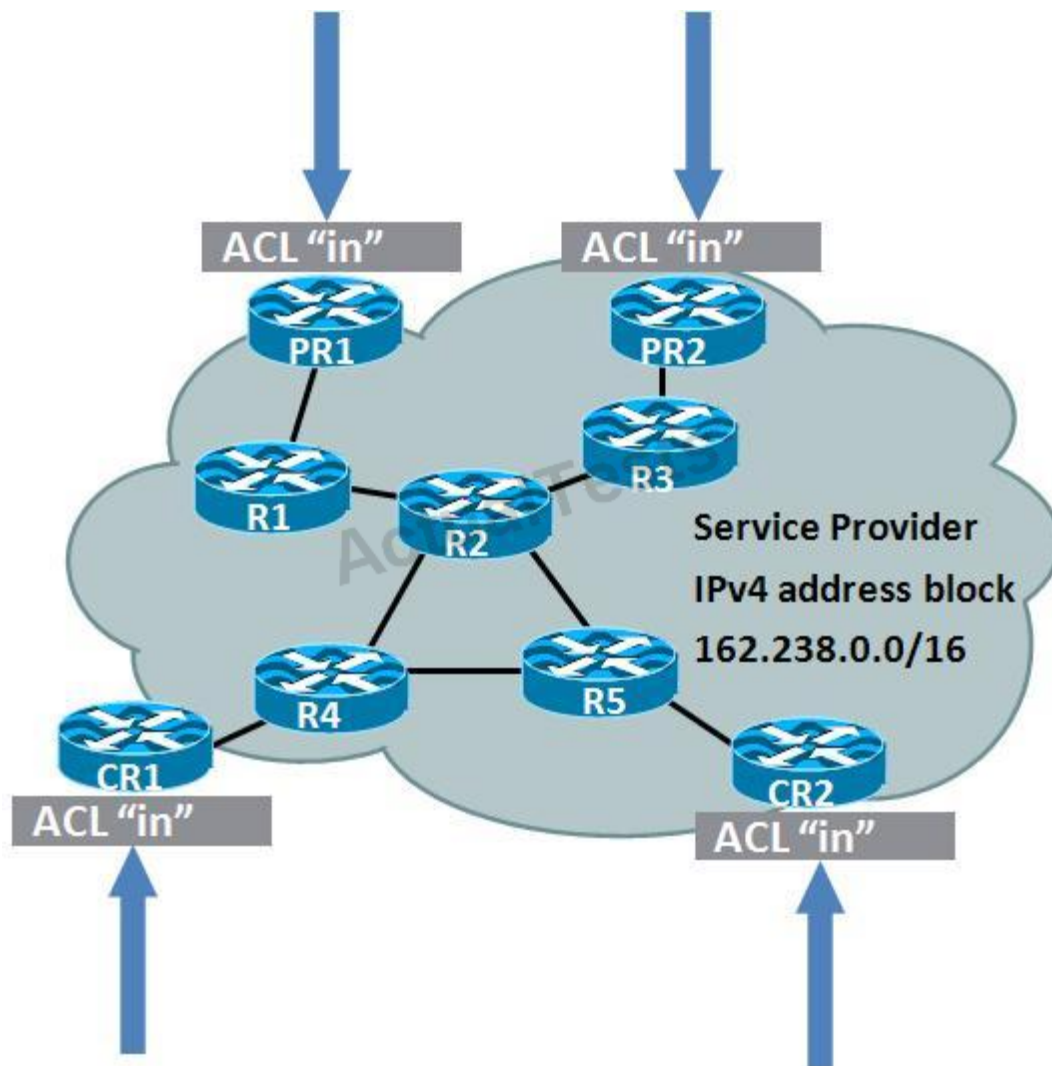 ACL “in”
ACL “in”
PR1
PR2
R1
R2
R3
Service Provider
IPv4 address block
162.238.0.0/16
R4
R5
CR1
CR2
ACL “in”
ACL “in”